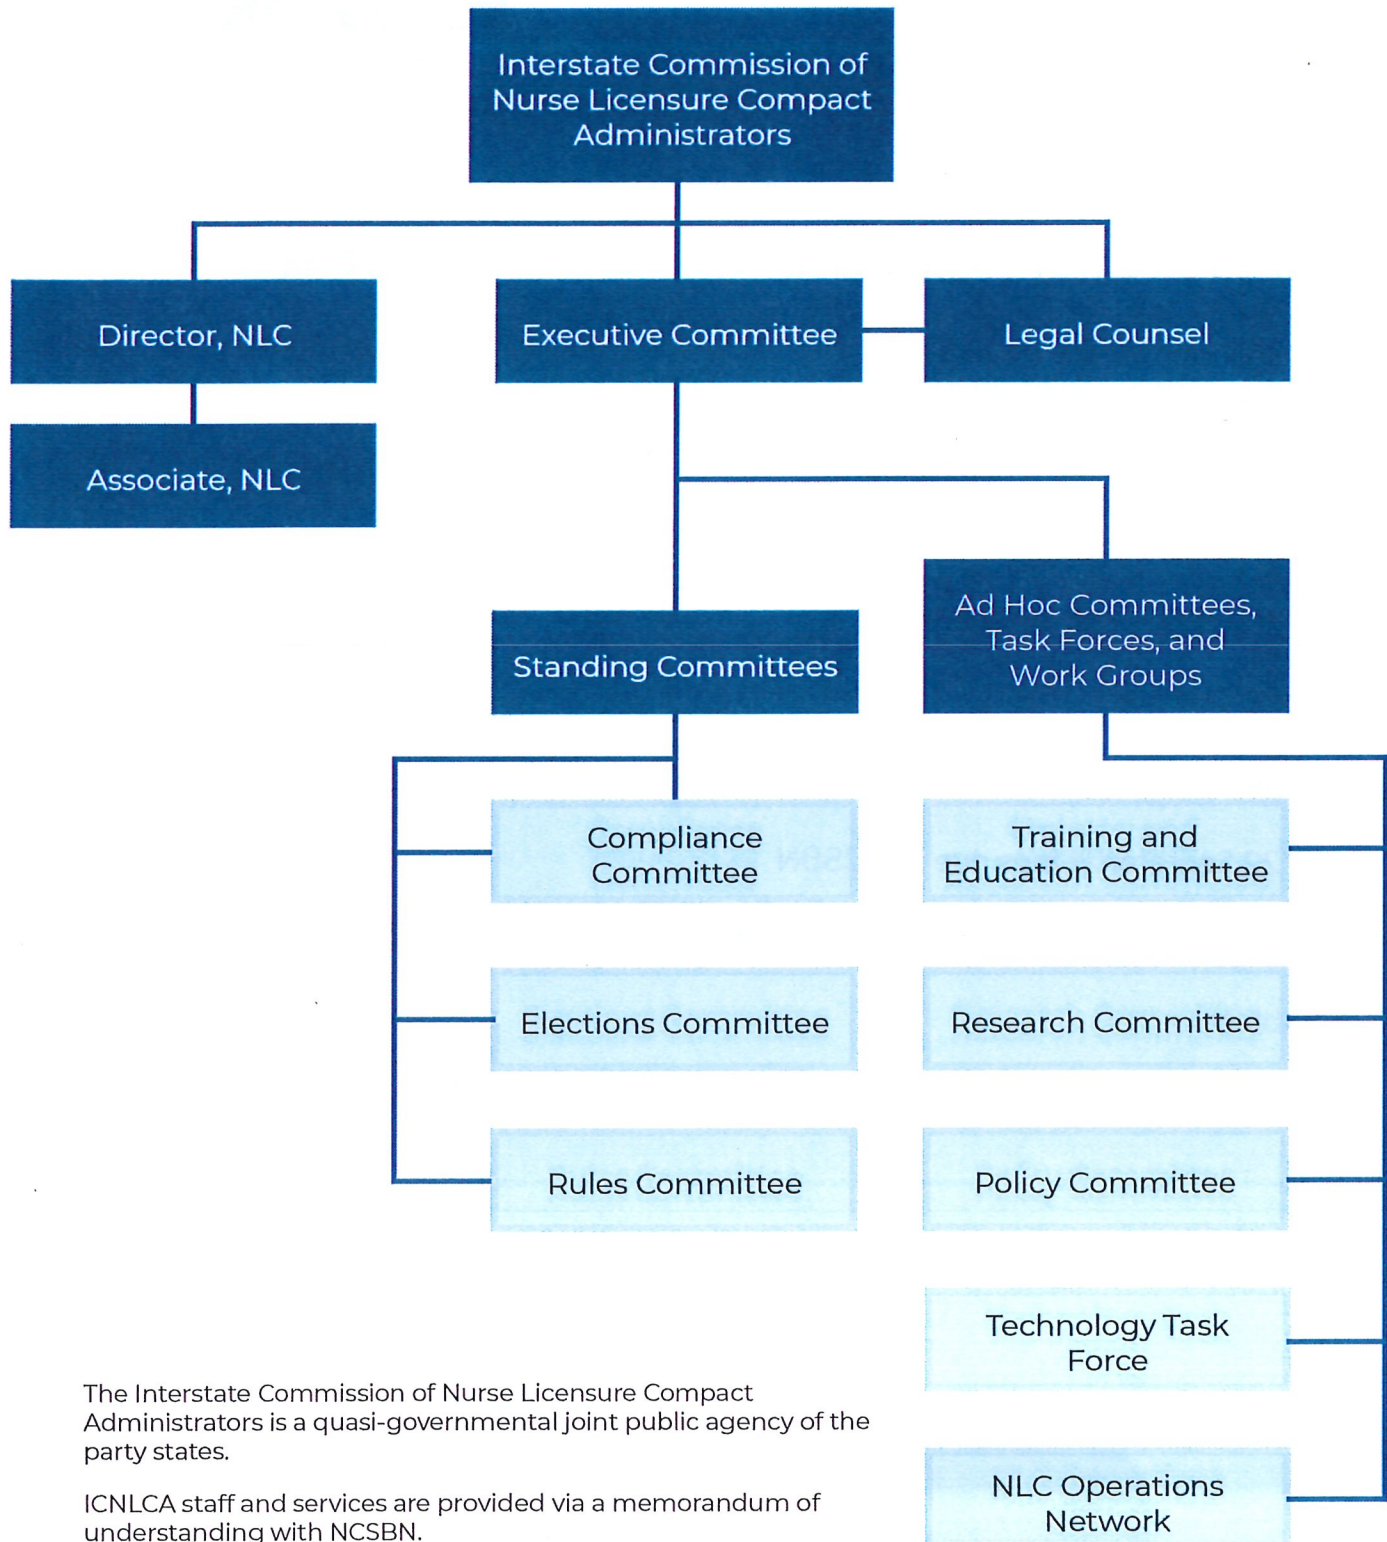 Interstate Commission of
Nurse Licensure Compact
Administrators
Director, NLC
Executive Committee
Legal Counsel
Associate, NLC
Standing Committees
Ad Hoc Committees,
Task Forces, and
Work Groups
Compliance
Committee
Training and
Education Committee
Elections Committee
Research Committee
Rules Committee
Policy Committee
Technology Task
Force
NLC Operations
Network
The Interstate Commission of Nurse Licensure Compact
Administrators is a quasi-governmental joint public agency of the
party states.
ICNLCA staff and services are provided via a memorandum of
understanding with NCSBN.